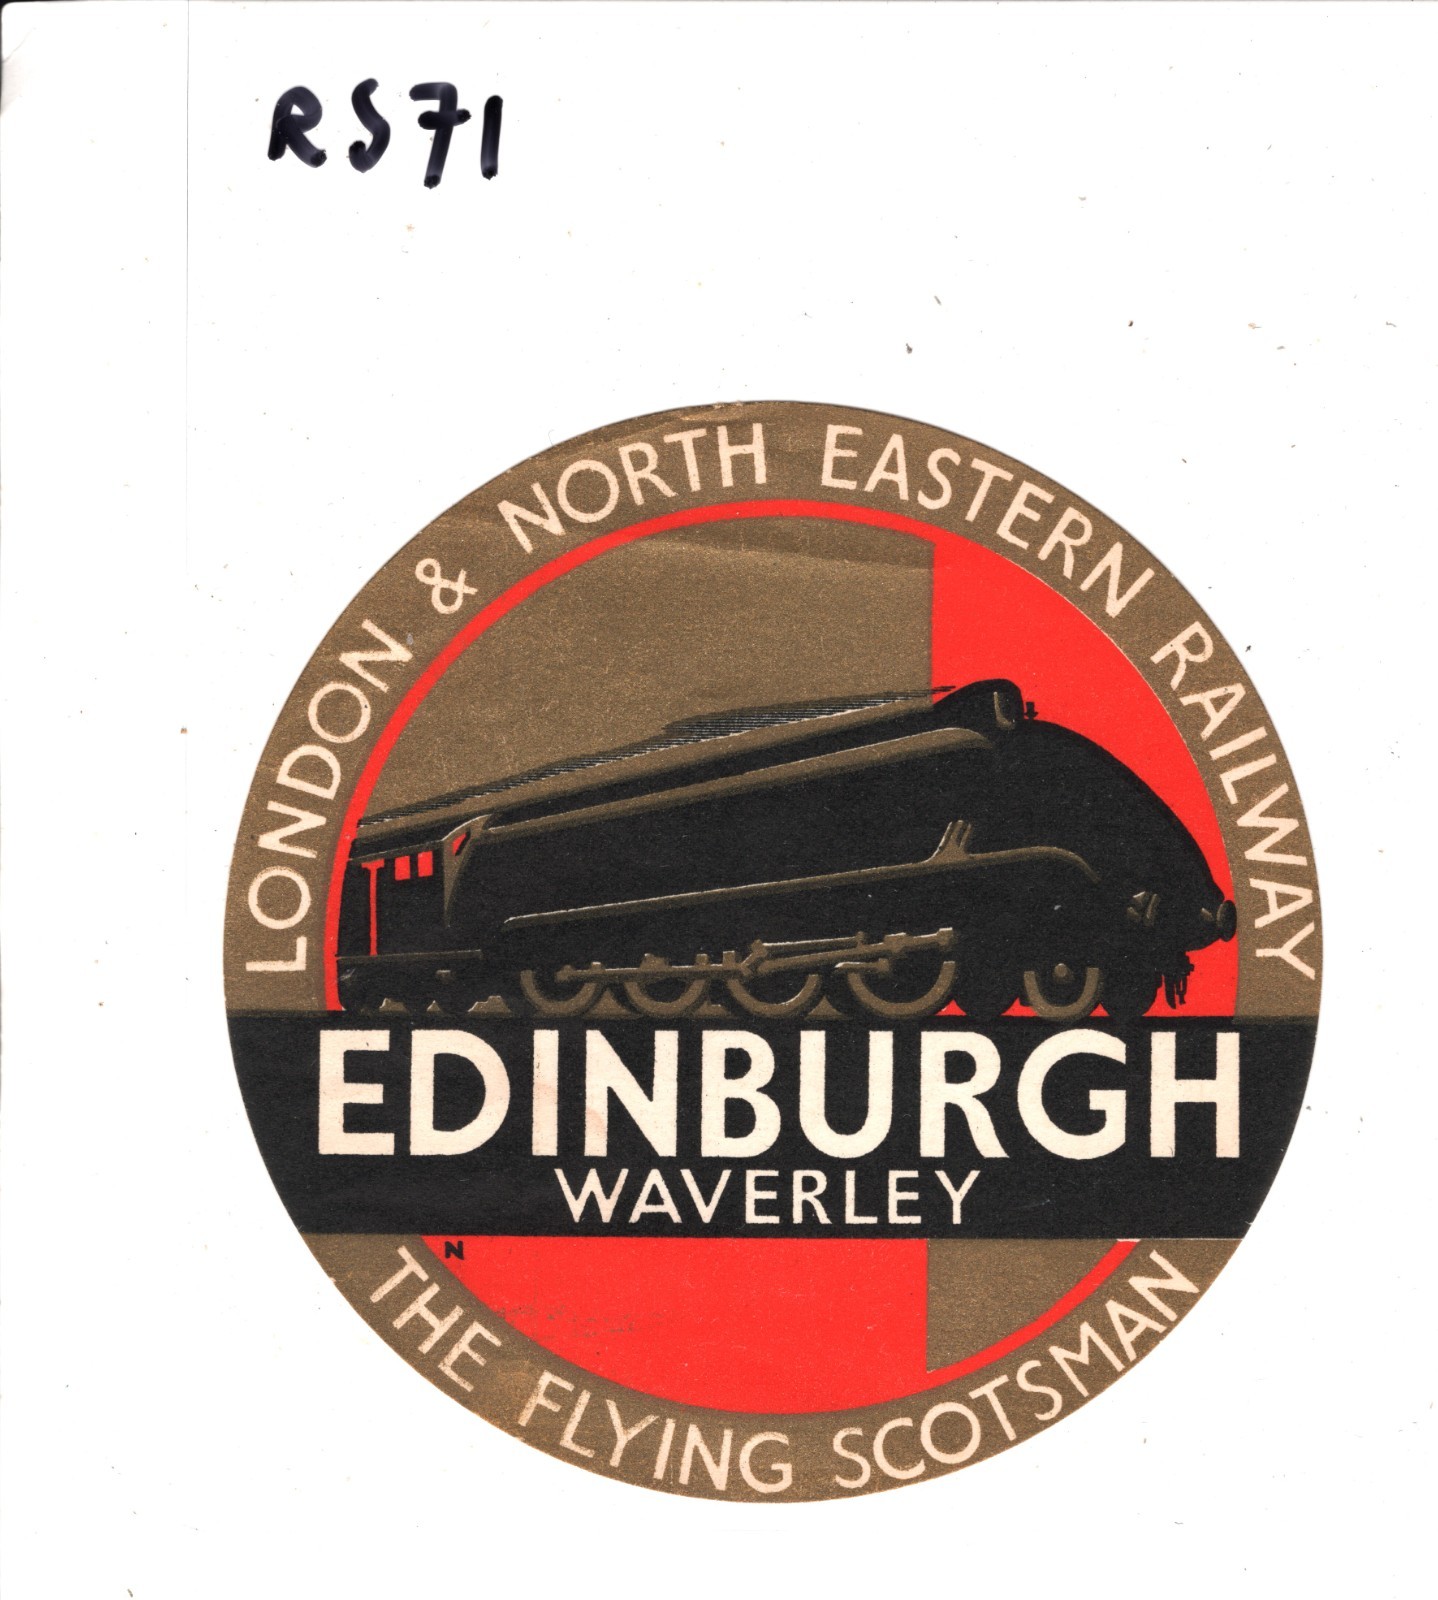 RS71
LONDON & NORTH EASTERN RAILWAY
EDINBURGH
WAVERLEY
N
THE FLYING SCOTSMAN